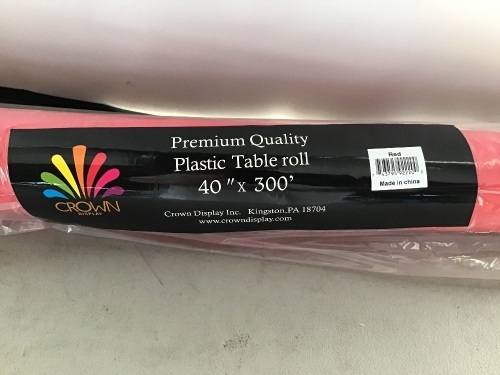 Premium Quality
Plastic Table roll
40 "x 300'
Crown Display Inc. Kingston,PA 18704
www.crowndisplay.com
CROWN
DISPLAY
Red
Made in china